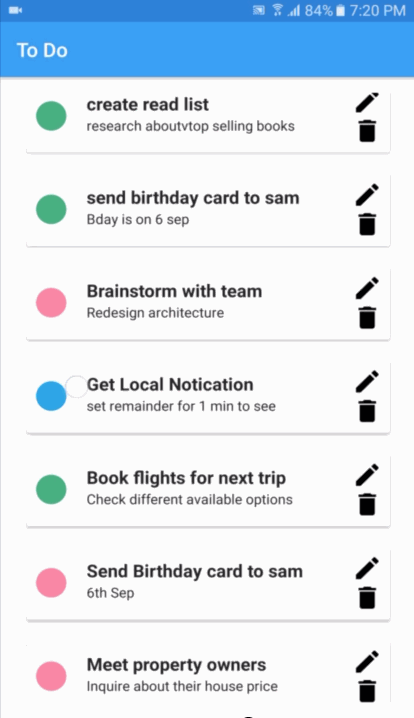 84% 7:20 PM
To Do
create read list
research aboutvtop selling books
send birthday card to sam
Bday is on 6 sep
Brainstorm with team
Redesign architecture
Get Local Notication
set remainder for 1 min to see
Book flights for next trip
Check different available options
Send Birthday card to sam
6th Sep
Meet property owners
Inquire about their house price